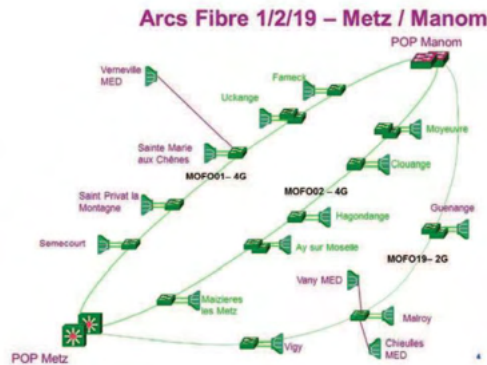 Arcs Fibre 1/2/19 – Metz / Manom
POP Manom
Verneville
MED
Fameck
Uckange
Moyeuvre
Sainte Marie
aux Chênes
MOFO01– 4G
Clouange
MOFO02 – 4G
Saint Privat la
Montagne
Hagondange
Guenange
Semecourt
Ay sur Moselle
MOFO19– 2G
Vany MED
Maizieres
les Metz
Malroy
POP Metz
Vigy
Chieulles
MED